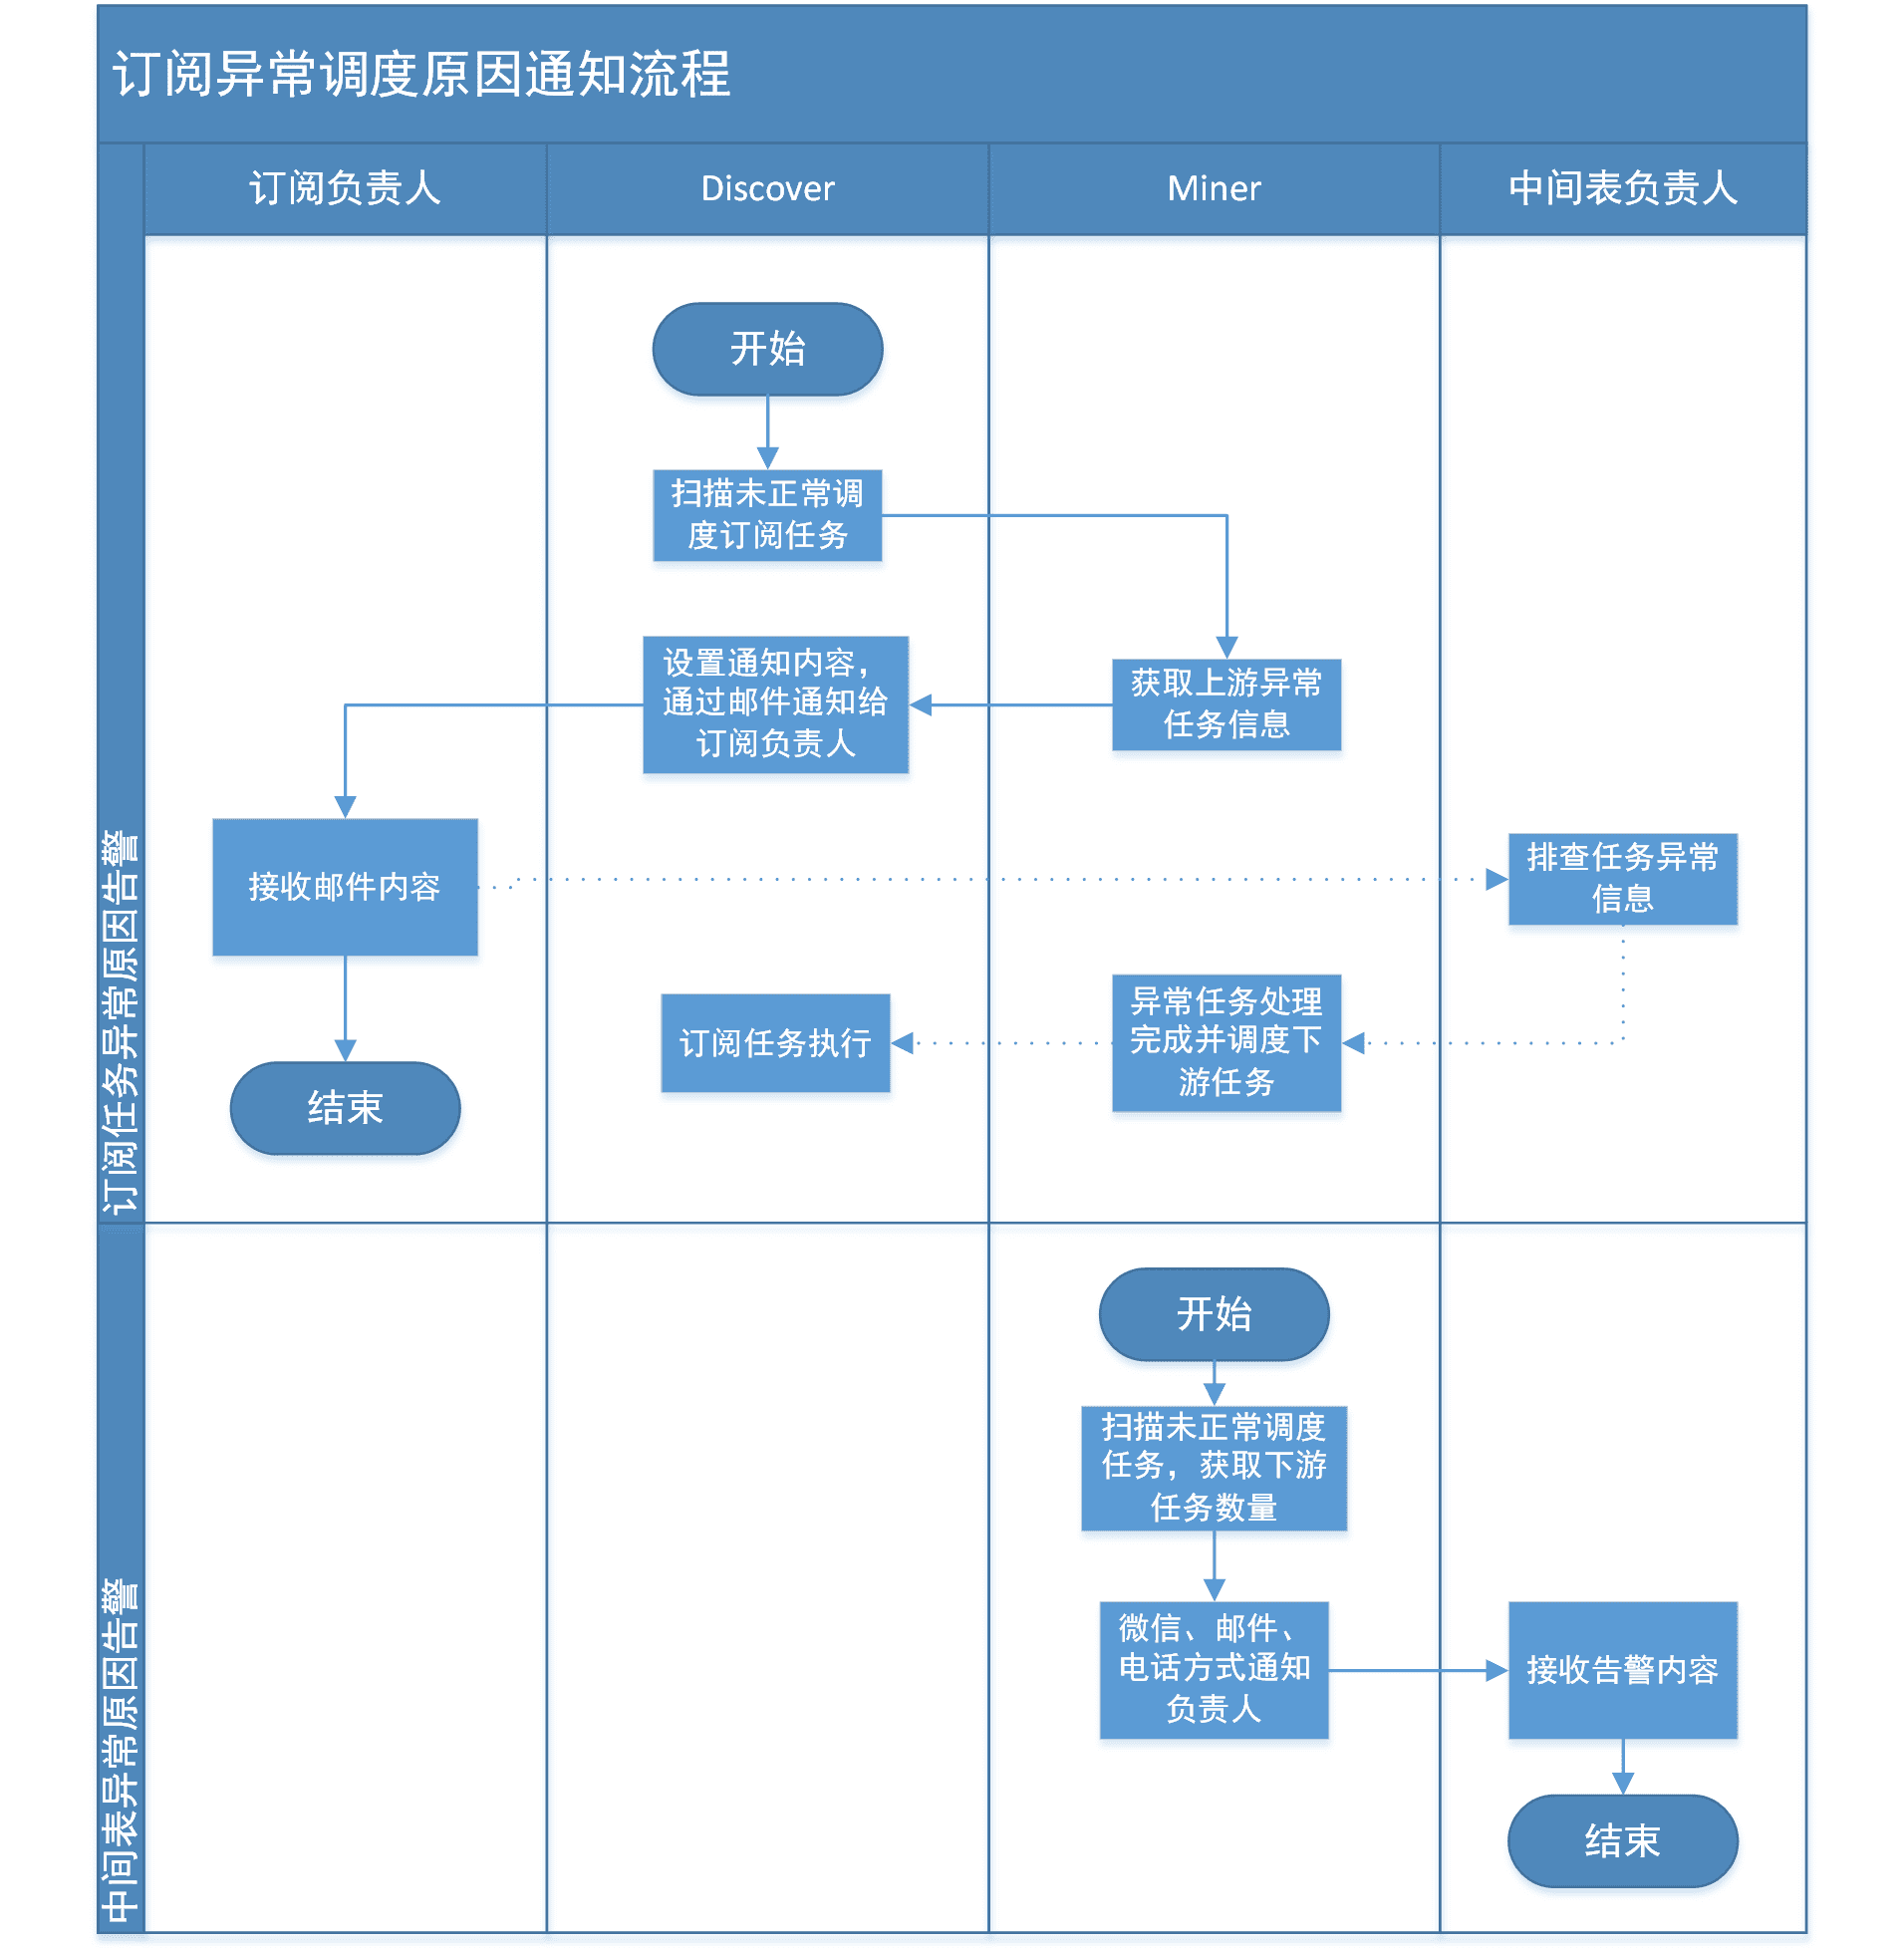 订阅异常调度原因通知流程
订阅负责人
Discover
Miner
中间表负责人
订阅任务异常原因告警
开始
扫描未正常调
度订阅任务
设置通知内容，
通过邮件通知给
订阅负责人
获取上游异常
任务信息
接收邮件内容
排查任务异常
信息
订阅任务执行
异常任务处理
完成并调度下
游任务
结束
中间表异常原因告警
开始
扫描未正常调度
任务，获取下游
任务数量
微信、邮件、
电话方式通知
负责人
接收告警内容
结束